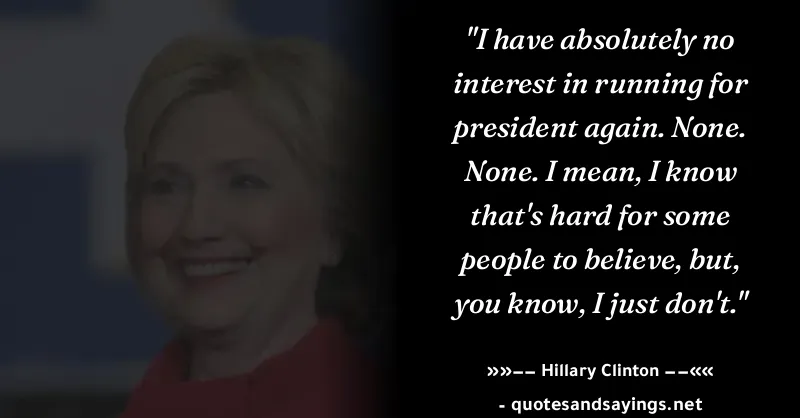 "I have absolutely no
interest in running for
president again. None.
None. I mean, I know
that's hard for some
people to believe, but,
you know, I just don't."
»»−− Hillary Clinton −−««
- quotesandsayings.net